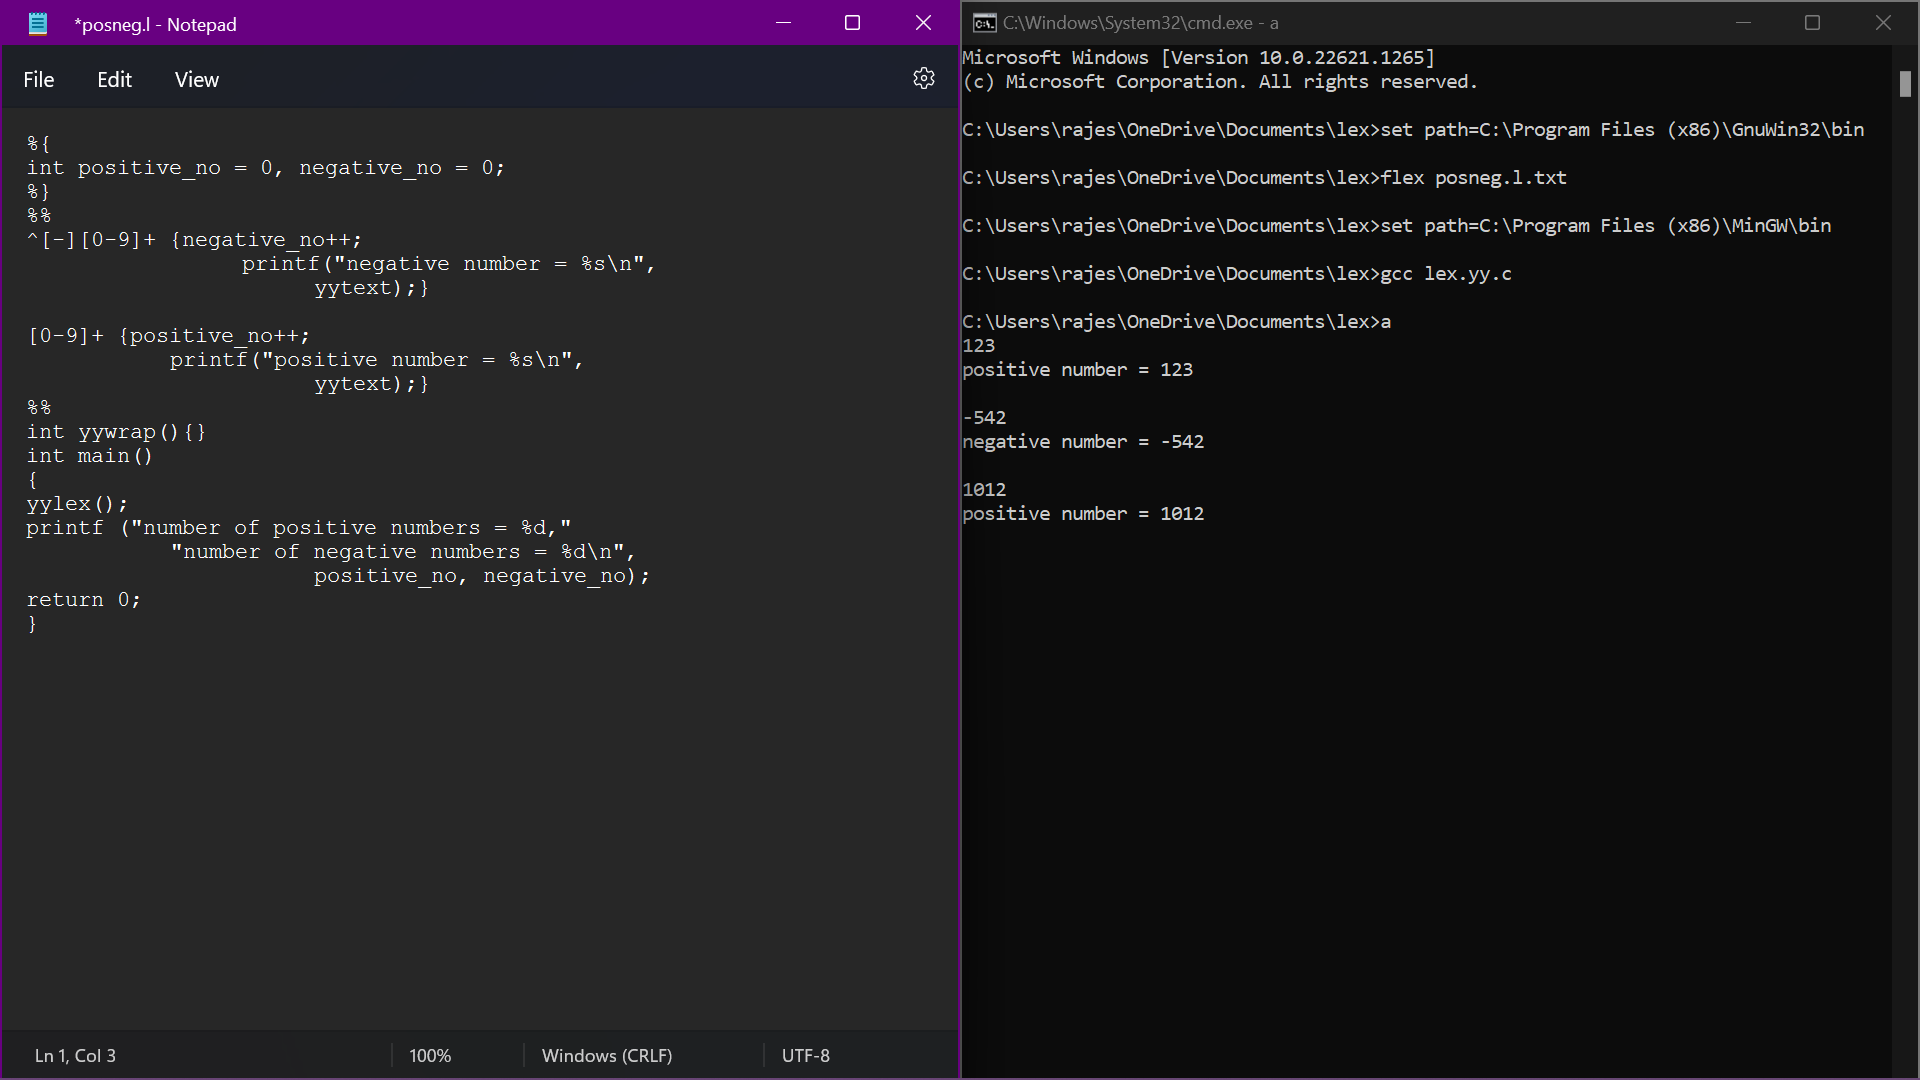 *posneg.l - Notepad
File Edit View
%{
int positive_no = 0, negative_no = 0;
%}
%%
^[-][0-9]+ {negative_no++;
printf("negative number = %s\n",
yytext);}
[0-9]+ {positive_no++;
printf("positive number = %s\n",
yytext);}
%%
int yywrap(){}
int main()
{
yylex();
printf ("number of positive numbers = %d,"
"number of negative numbers = %d\n",
positive_no, negative_no);
return 0;
}
Ln 1, Col 3 100% Windows (CRLF) UTF-8
C:\Windows\System32\cmd.exe - a
Microsoft Windows [Version 10.0.22621.1265]
(c) Microsoft Corporation. All rights reserved.
C:\Users\rajes\OneDrive\Documents\lex>set path=C:\Program Files (x86)\GnuWin32\bin
C:\Users\rajes\OneDrive\Documents\lex>flex posneg.l.txt
C:\Users\rajes\OneDrive\Documents\lex>set path=C:\Program Files (x86)\MinGW\bin
C:\Users\rajes\OneDrive\Documents\lex>gcc lex.yy.c
C:\Users\rajes\OneDrive\Documents\lex>a
123
positive number = 123
-542
negative number = -542
1012
positive number = 1012